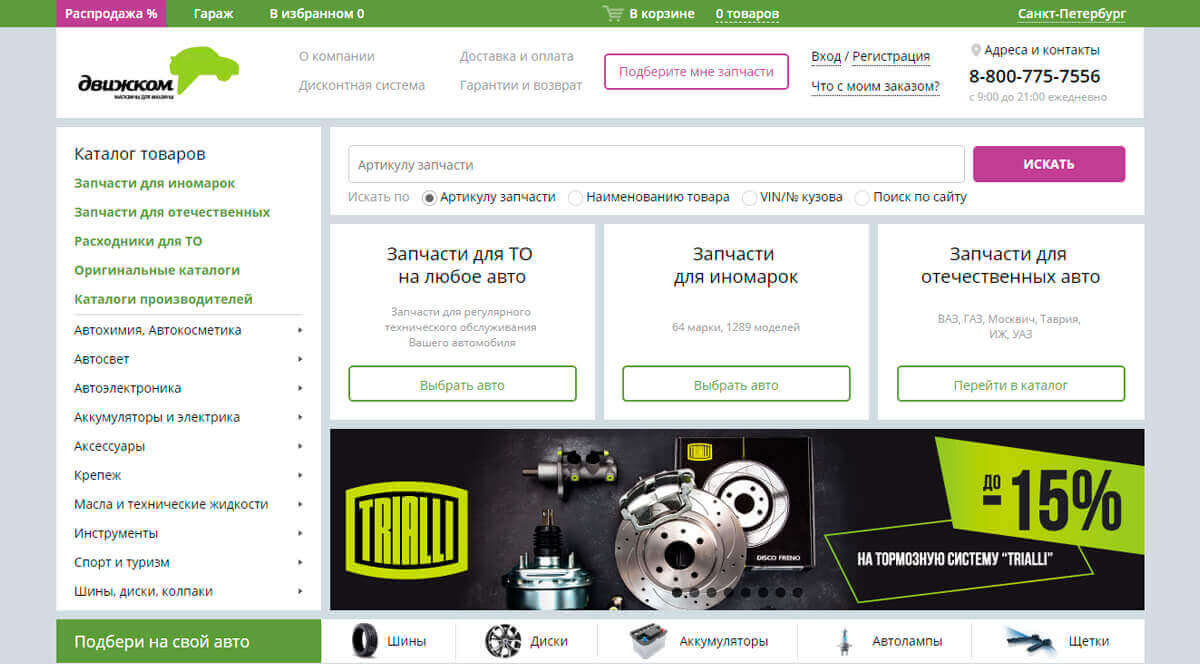 Распродажа %
Гараж
В избранном 0
В корзине 0 товаров
Санкт-Петербург
движком
магазины для машины
О компании
Дисконтная система
Доставка и оплата
Гарантии и возврат
Подберите мне запчасти
Вход / Регистрация
Что с моим заказом?
Адреса и контакты
8-800-775-7556
с 9:00 до 21:00 ежедневно
Каталог товаров
Запчасти для иномарок
Запчасти для отечественных
Расходники для ТО
Оригинальные каталоги
Каталоги производителей
Автохимия, Автокосметика
Автосвет
Автоэлектроника
Аккумуляторы и электрика
Аксессуары
Крепеж
Масла и технические жидкости
Инструменты
Спорт и туризм
Шины, диски, колпаки
Артикулу запчасти
ИСКАТЬ
Искать по Артикулу запчасти Наименованию товара VIN/№ кузова Поиск по сайту
Запчасти для ТО
на любое авто
Запчасти для регулярного
технического обслуживания
Вашего автомобиля
Выбрать авто
Запчасти
для иномарок
64 марки, 1289 моделей
Выбрать авто
Запчасти для
отечественных авто
ВАЗ, ГАЗ, Москвич, Таврия,
ИЖ, УАЗ
Перейти в каталог
TRIALLI
DISCO FRENO
ДО
-15%
НА ТОРМОЗНУЮ СИСТЕМУ "TRIALLI"
Подбери на свой авто
Шины
Диски
Аккумуляторы
Автолампы
Щетки